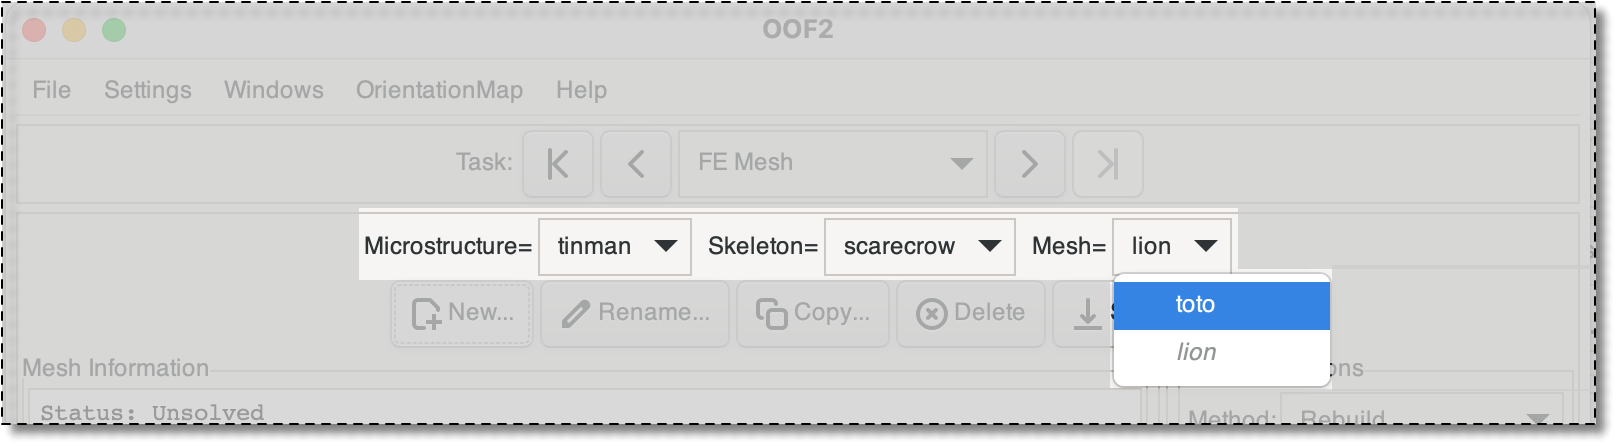 OOF2
File Settings Windows OrientationMap Help
Task: FE Mesh
Microstructure= tinman Skeleton= scarecrow Mesh= lion
New... Rename... Copy... Delete
toto
lion
Mesh Information
Status: Unsolved
Method: Rebuild